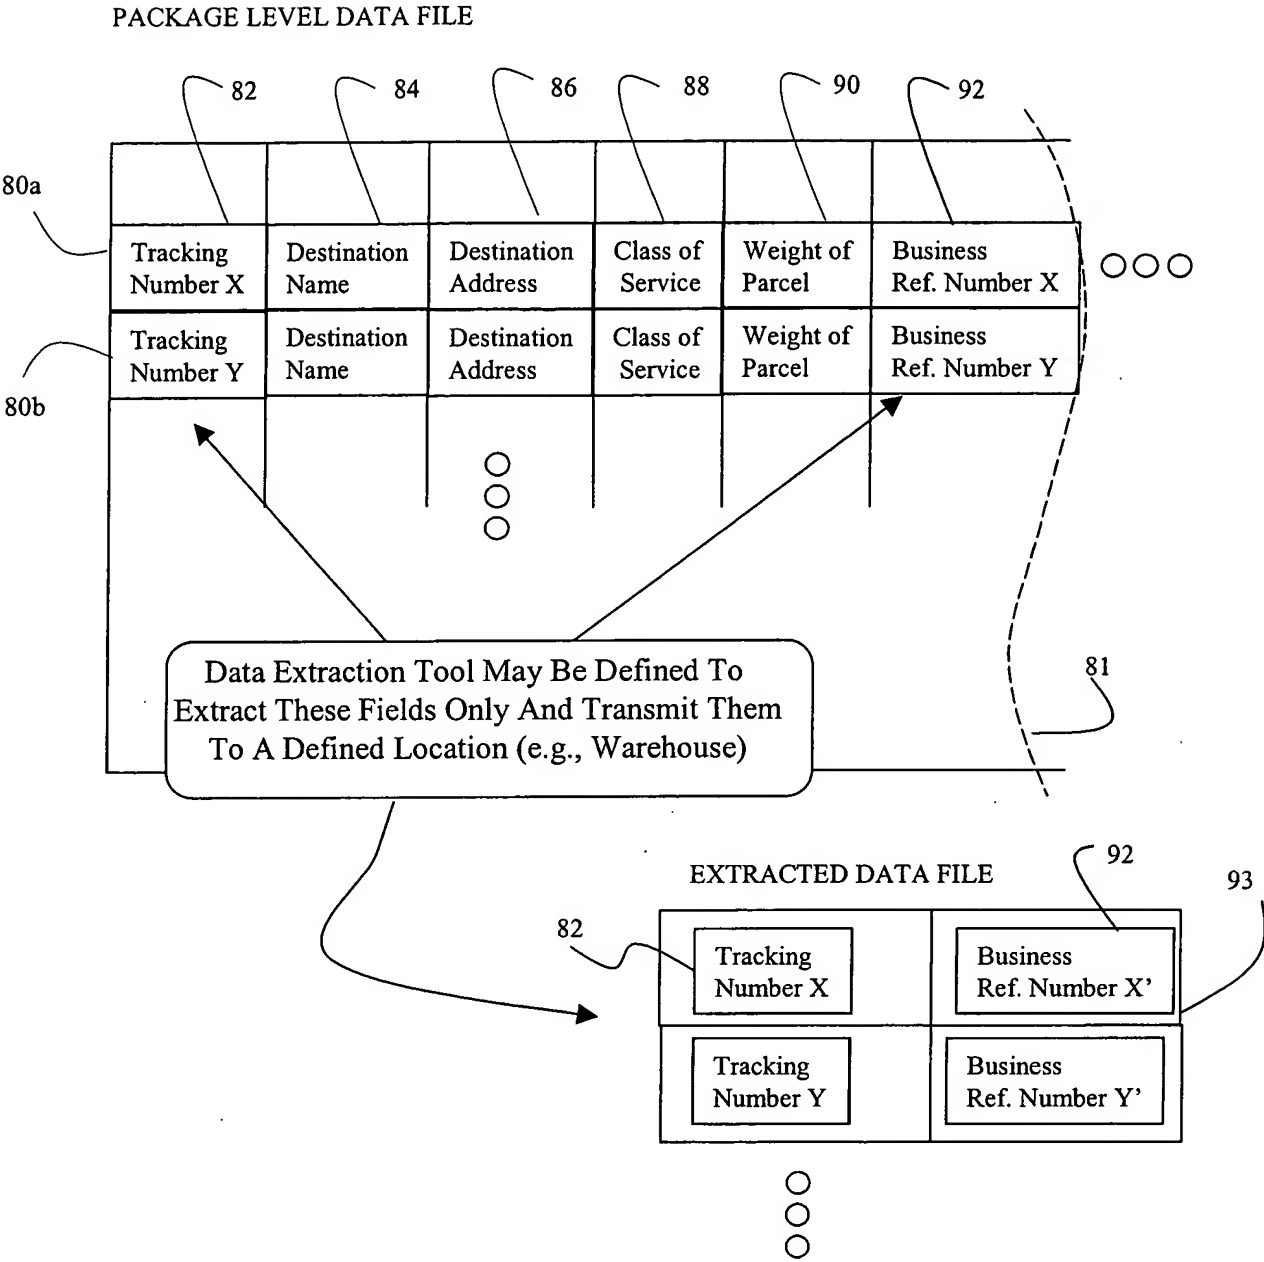 PACKAGE LEVEL DATA FILE
82
84
86
88
90
92
80a
Tracking
Number X
Destination
Name
Destination
Address
Class of
Service
Weight of
Parcel
Business
Ref. Number X
80b
Tracking
Number Y
Destination
Name
Destination
Address
Class of
Service
Weight of
Parcel
Business
Ref. Number Y
Data Extraction Tool May Be Defined To
Extract These Fields Only And Transmit Them
To A Defined Location (e.g., Warehouse)
81
EXTRACTED DATA FILE
92
93
82
Tracking
Number X
Business
Ref. Number X’
Tracking
Number Y
Business
Ref. Number Y’